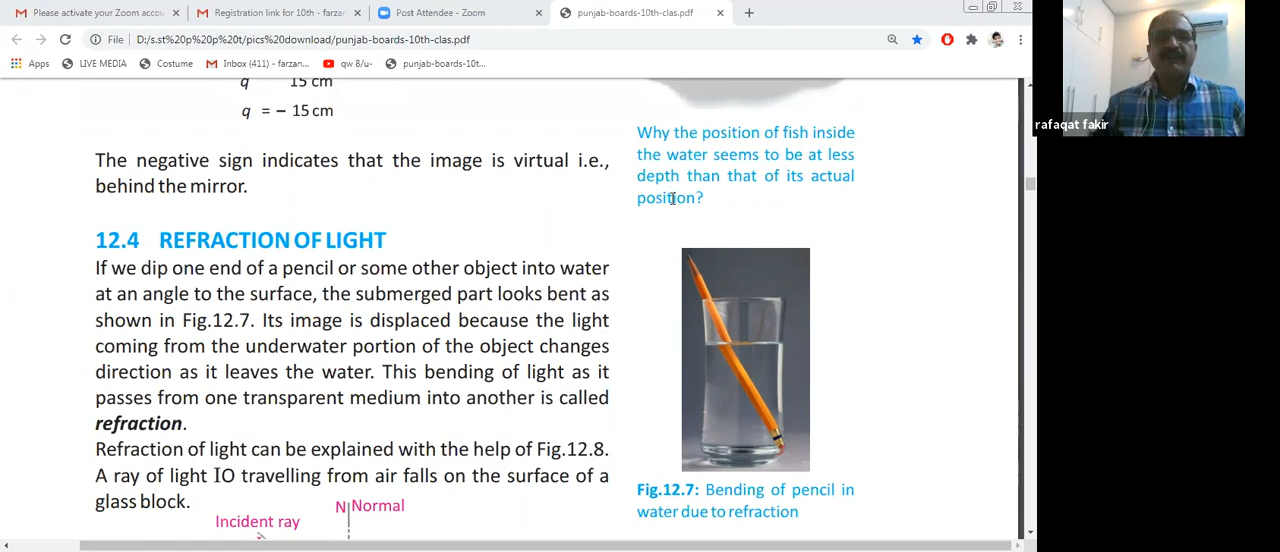 Please activate your Zoom accou
Registration link for 10th - farzan
Post Attendee - Zoom
punjab-boards-10th-clas.pdf
File
D:/s.st%20p%20p%20t/pics%20download/punjab-boards-10th-clas.pdf
Apps
LIVE MEDIA
Costume
Inbox (411) - farzan...
qw 8/u-
punjab-boards-10t...
rafaqat fakir
q 15 cm
q = – 15 cm
The negative sign indicates that the image is virtual i.e.,
behind the mirror.
12.4 REFRACTION OF LIGHT
If we dip one end of a pencil or some other object into water
at an angle to the surface, the submerged part looks bent as
shown in Fig.12.7. Its image is displaced because the light
coming from the underwater portion of the object changes
direction as it leaves the water. This bending of light as it
passes from one transparent medium into another is called
refraction.
Refraction of light can be explained with the help of Fig.12.8.
A ray of light IO travelling from air falls on the surface of a
glass block.
N Normal
Incident ray
Why the position of fish inside
the water seems to be at less
depth than that of its actual
position?
Fig.12.7: Bending of pencil in
water due to refraction